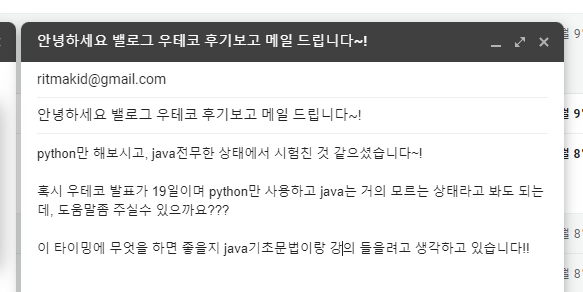 안녕하세요 밸로그 우테코 후기보고 메일 드립니다~!
ritmakid@gmail.com
안녕하세요 밸로그 우테코 후기보고 메일 드립니다~!
python만 해보시고, java전무한 상태에서 시험친 것 같으셨습니다~!
혹시 우테코 발표가 19일이며 python만 사용하고 java는 거의 모르는 상태라고 봐도 되는
데, 도움말좀 주실수 있으까요???
이 타이밍에 무엇을 하면 좋을지 java기초문법이랑 강의 들을려고 생각하고 있습니다!!